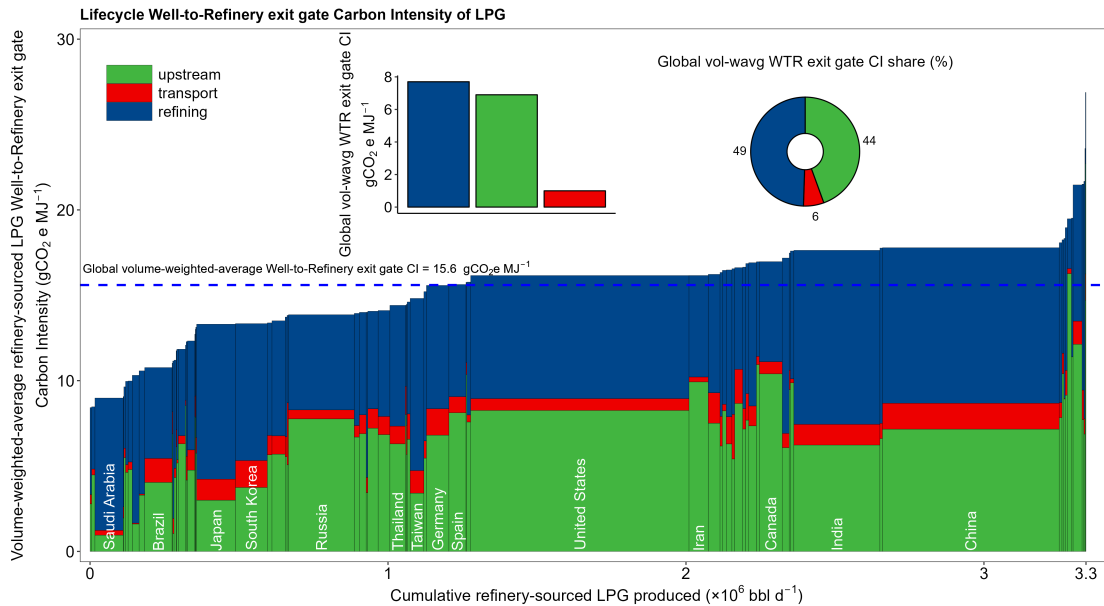 Lifecycle Well-to-Refinery exit gate Carbon Intensity of LPG
Volume-weighted-average refinery-sourced LPG Well-to-Refinery exit gate
Carbon Intensity (gCO₂ e MJ⁻¹)
30
20
10
0
upstream
transport
refining
Global vol-wavg WTR exit gate CI
gCO₂ e MJ⁻¹
8
6
4
2
0
Global vol-wavg WTR exit gate CI share (%)
49
44
6
Global volume-weighted-average Well-to-Refinery exit gate CI = 15.6 gCO₂e MJ⁻¹
Saudi Arabia
Brazil
Japan
South Korea
Russia
Thailand
Taiwan
Germany
Spain
United States
Iran
Canada
India
China
0
1
2
3
3.3
Cumulative refinery-sourced LPG produced (×10⁶ bbl d⁻¹)